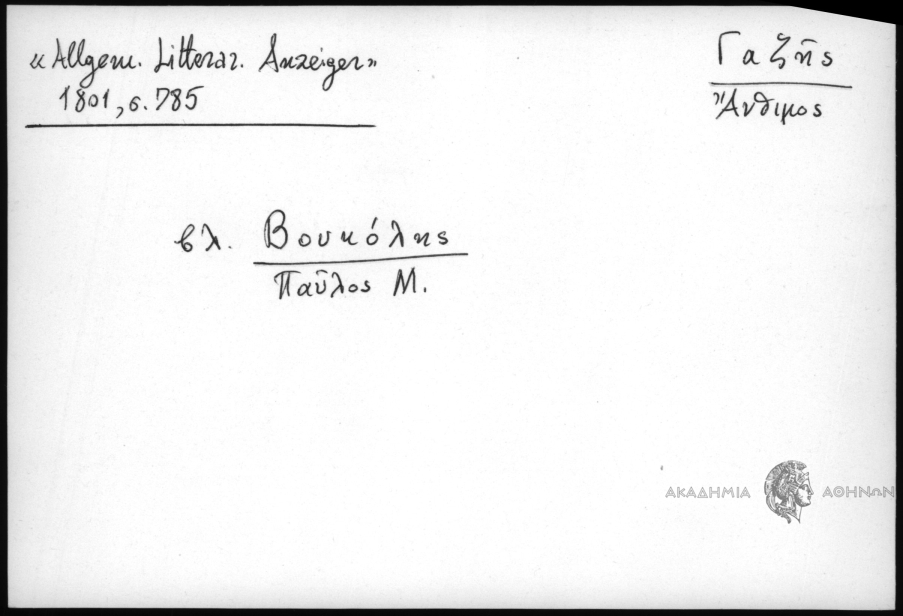 «Allgem. Litterar. Anzeiger»
1801, σ. 785
Γαζῆς
Ἄνθιμος
βλ. Βουκόλης
Παῦλος Μ.
ΑΚΑΔΗΜΙΑ ΑΘΗΝΩΝ